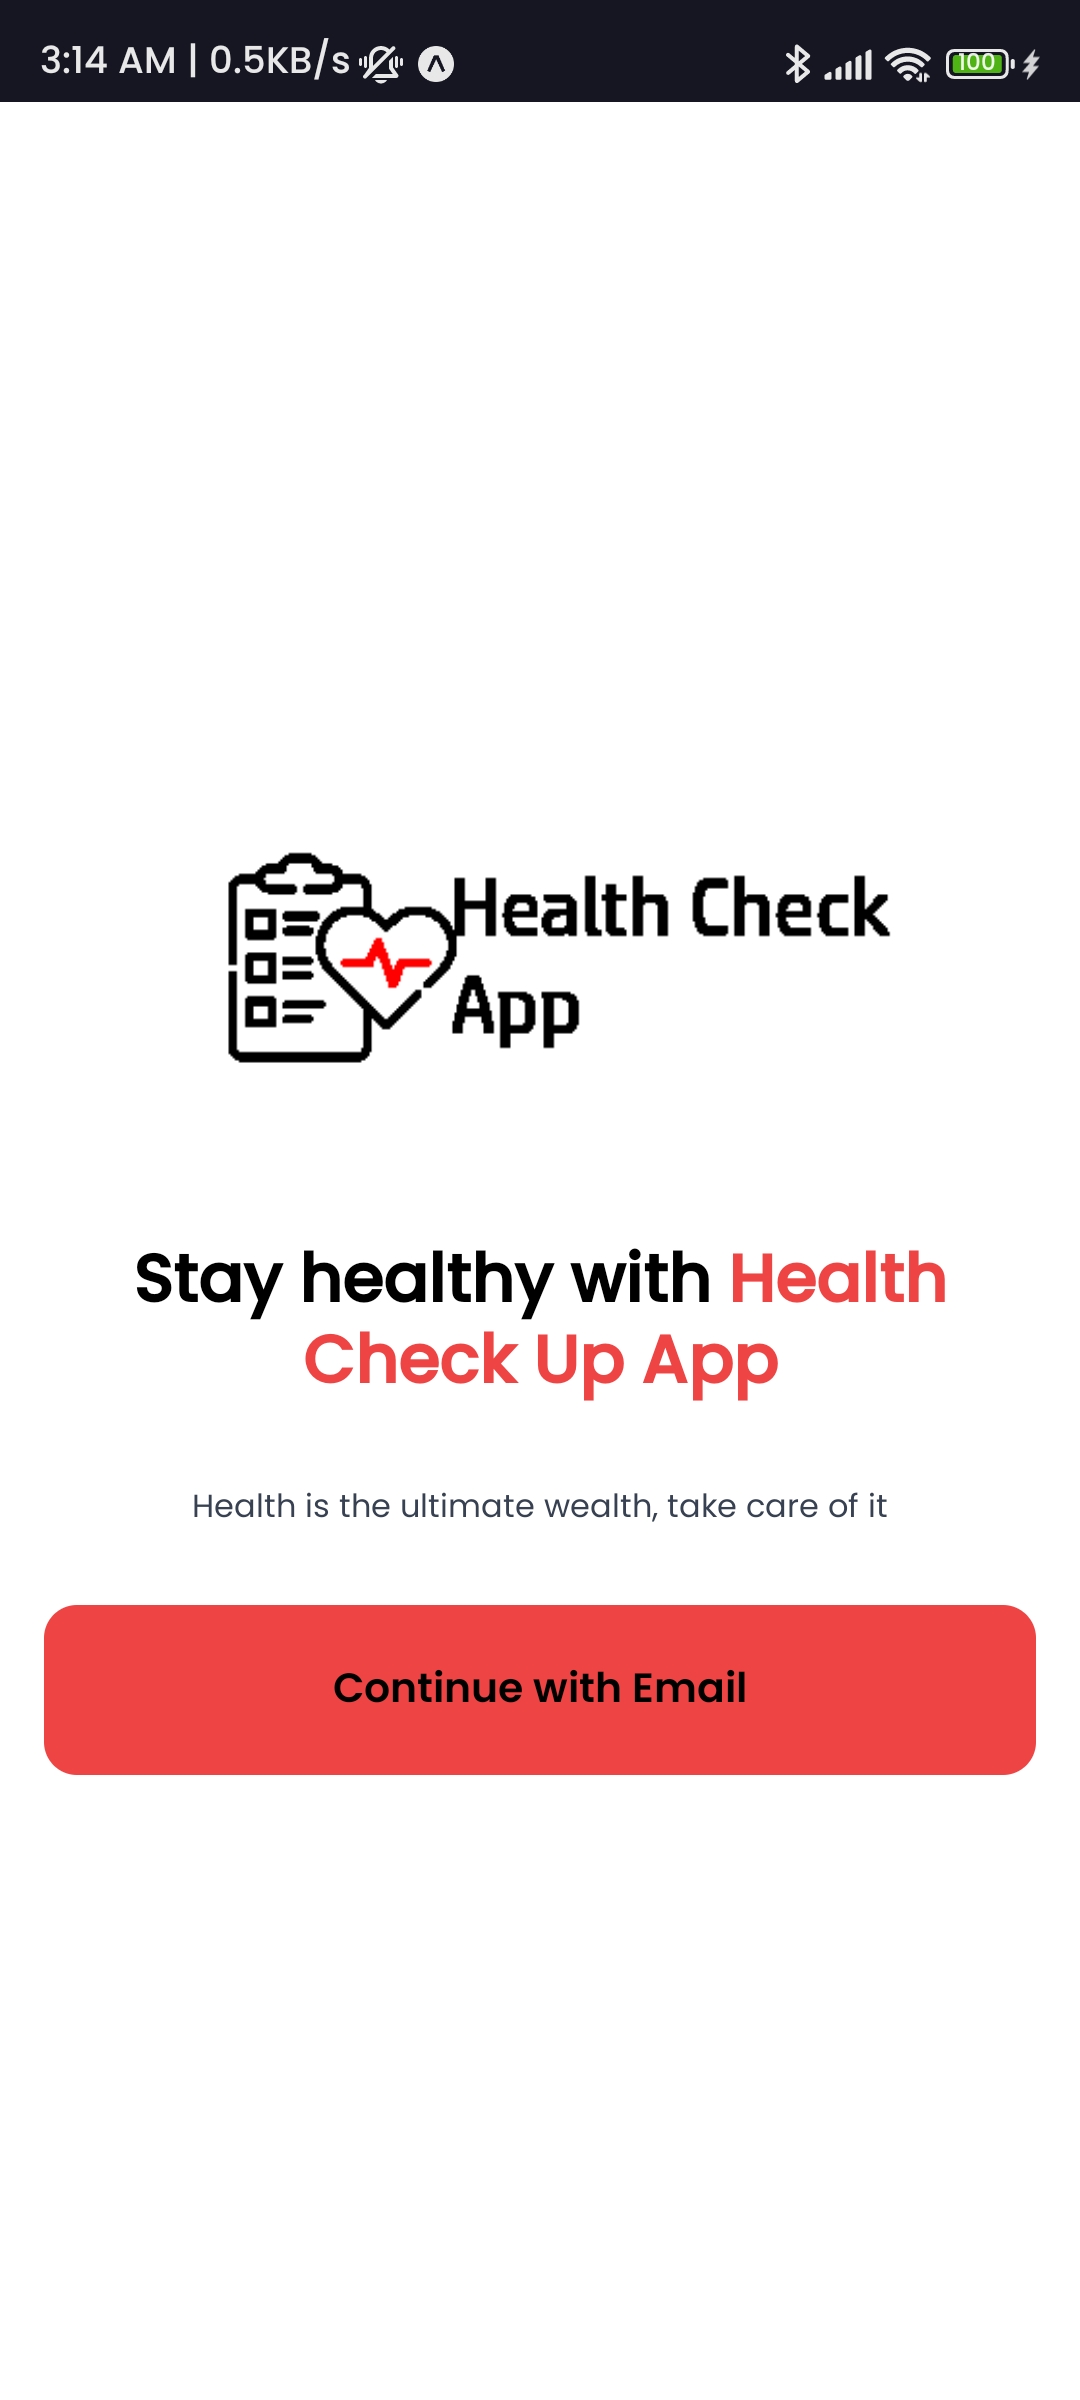 3:14 AM | 0.5KB/s 100
Health Check
App
Stay healthy with Health
Check Up App
Health is the ultimate wealth, take care of it
Continue with Email